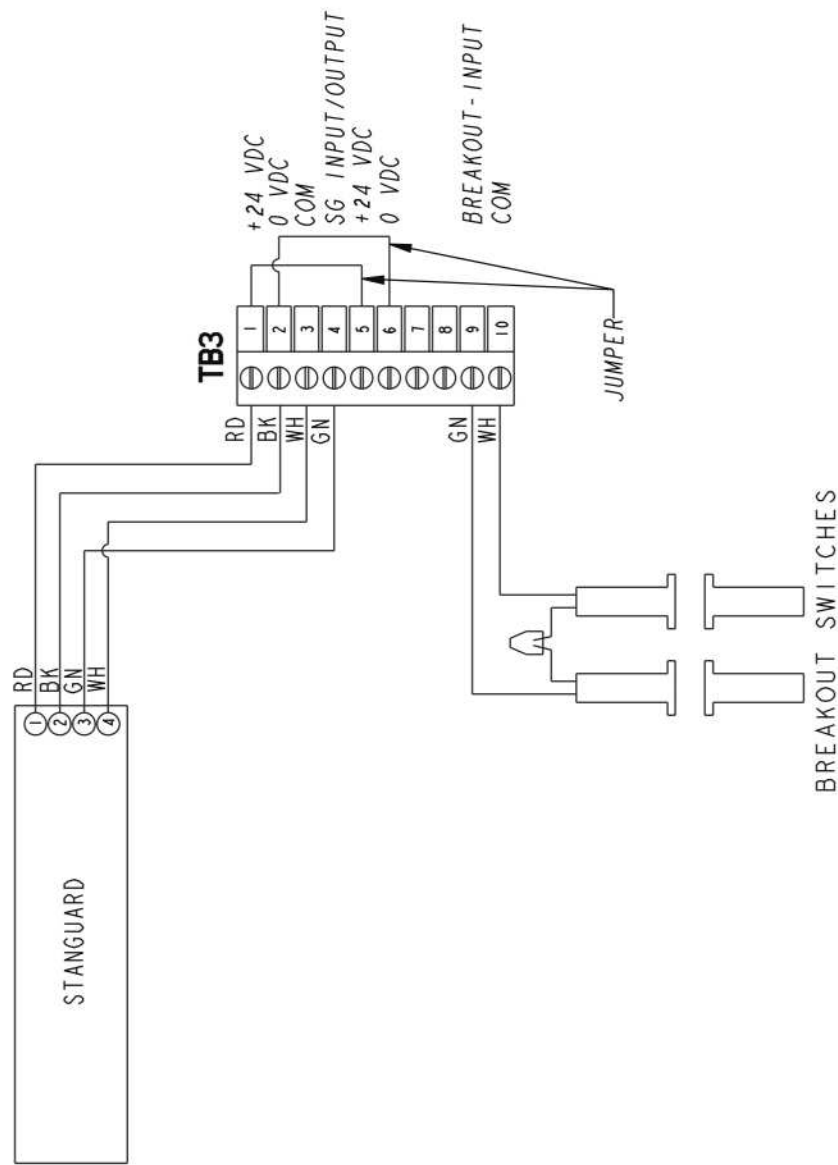 STANGUARD
RD
BK
GN
WH
1
2
3
4
TB3
RD
BK
WH
GN
GN
WH
1
2
3
4
5
6
7
8
9
10
+24 VDC
0 VDC
COM
SG INPUT/OUTPUT
+24 VDC
0 VDC
BREAKOUT-INPUT
COM
JUMPER
BREAKOUT SWITCHES